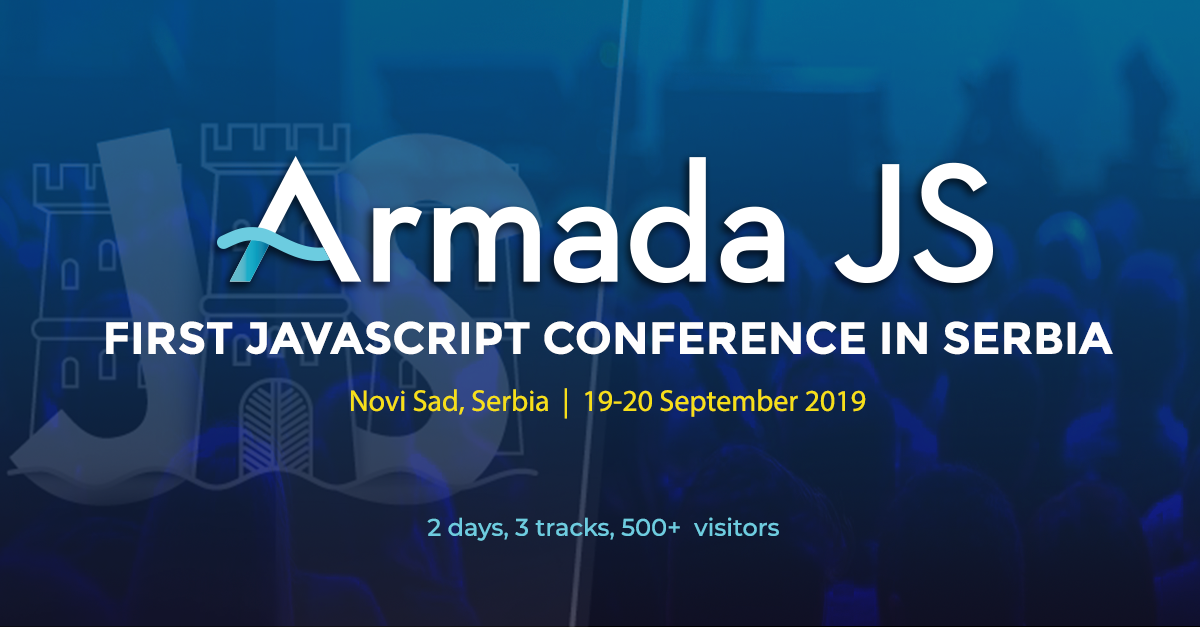 Armada JS
FIRST JAVASCRIPT CONFERENCE IN SERBIA
Novi Sad, Serbia | 19-20 September 2019
2 days, 3 tracks, 500+ visitors
JS